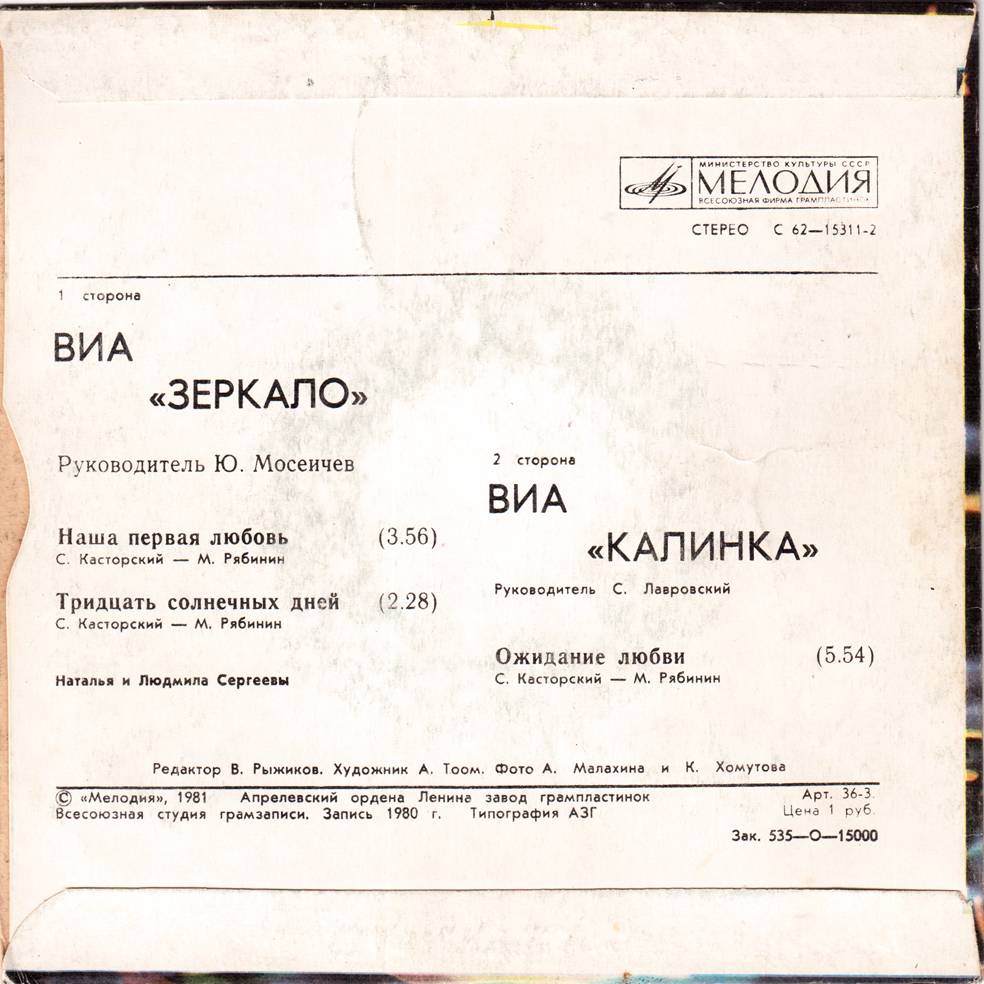 МИНИСТЕРСТВО КУЛЬТУРЫ СССР
МЕЛОДИЯ
ВСЕСОЮЗНАЯ ФИРМА ГРАМПЛАСТИНОК
СТЕРЕО С 62—15311-2
1 сторона
ВИА
«ЗЕРКАЛО»
Руководитель Ю. Мосеичев
Наша первая любовь (3.56)
С. Касторский — М. Рябинин
Тридцать солнечных дней (2.28)
С. Касторский — М. Рябинин
Наталья и Людмила Сергеевы
2 сторона
ВИА
«КАЛИНКА»
Руководитель С. Лавровский
Ожидание любви (5.54)
С. Касторский — М. Рябинин
Редактор В. Рыжиков. Художник А. Тоом. Фото А. Малахина и К. Хомутова
© «Мелодия», 1981 Апрелевский ордена Ленина завод грампластинок Арт. 36-3.
Всесоюзная студия грамзаписи. Запись 1980 г. Типография АЗГ Цена 1 руб.
Зак. 535—О—15000